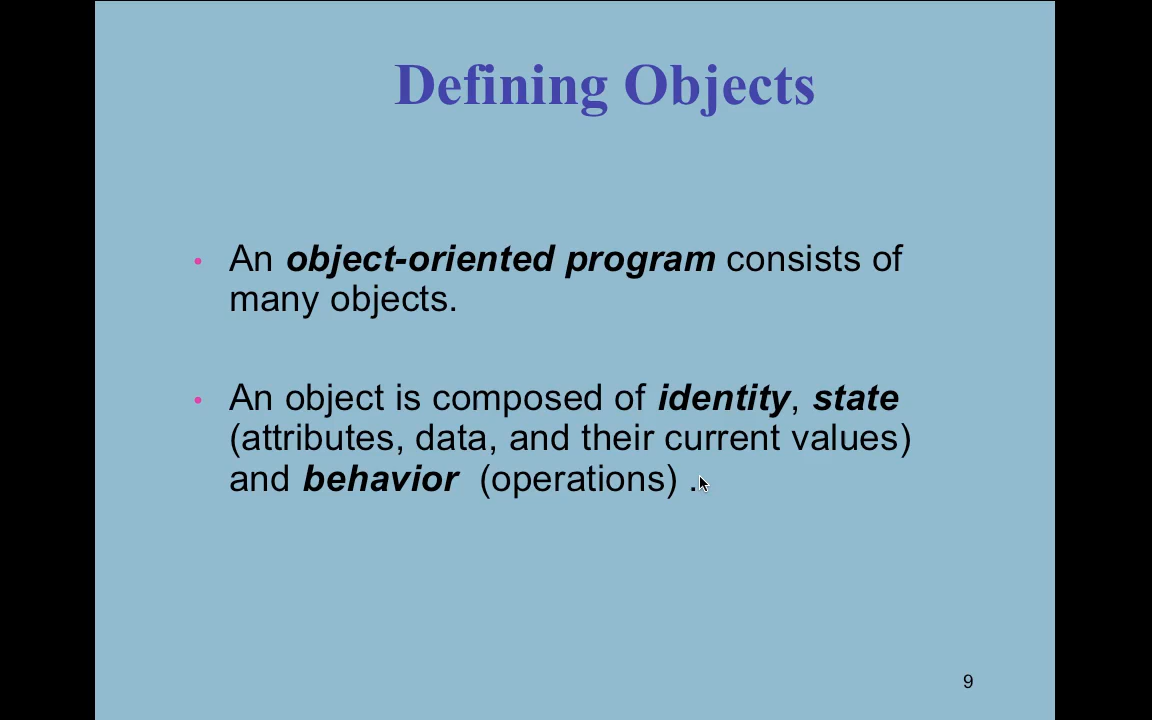 Defining Objects
• An object-oriented program consists of
many objects.
• An object is composed of identity, state
(attributes, data, and their current values)
and behavior (operations) .
9